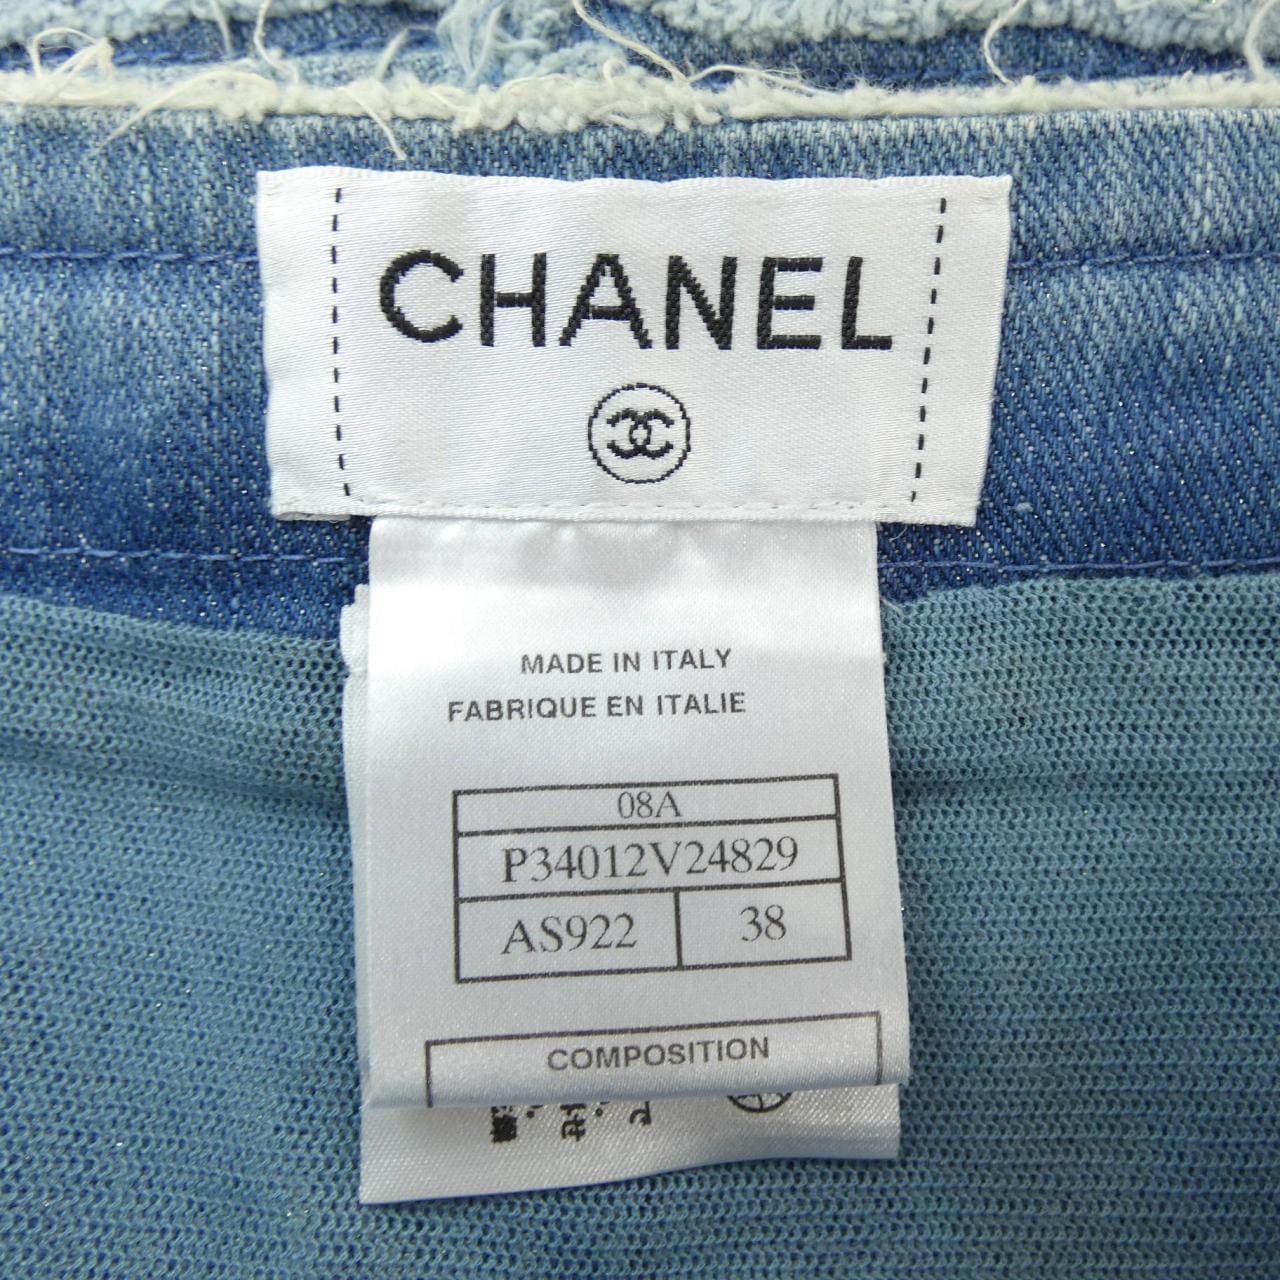 CHANEL
MADE IN ITALY
FABRIQUE EN ITALIE
08A
P34012V24829
AS922 38
COMPOSITION